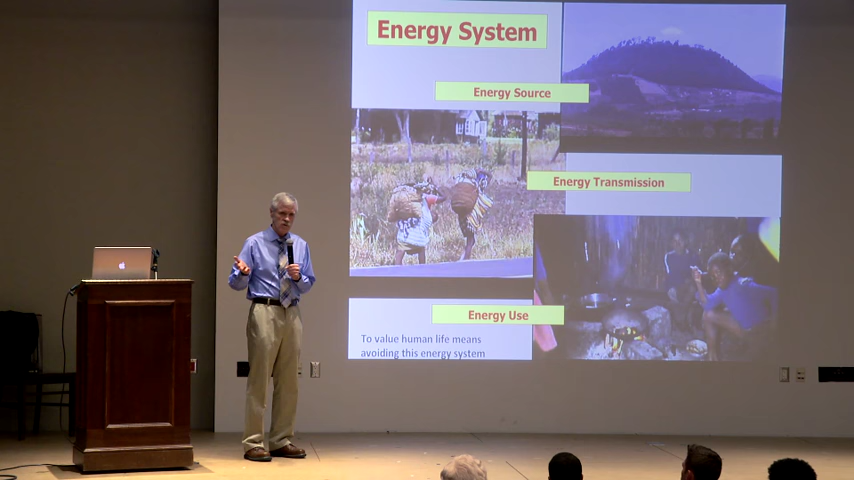 Energy System
Energy Source
Energy Transmission
Energy Use
To value human life means
avoiding this energy system